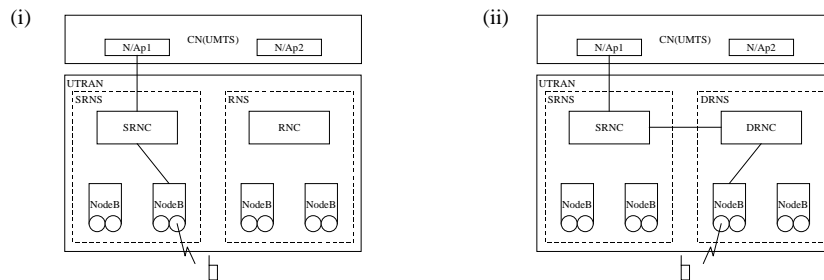 (i)
CN(UMTS)
N/Ap1
N/Ap2
UTRAN
SRNS
RNS
SRNC
RNC
NodeB
NodeB
NodeB
NodeB
(ii)
CN(UMTS)
N/Ap1
N/Ap2
UTRAN
SRNS
DRNS
SRNC
DRNC
NodeB
NodeB
NodeB
NodeB